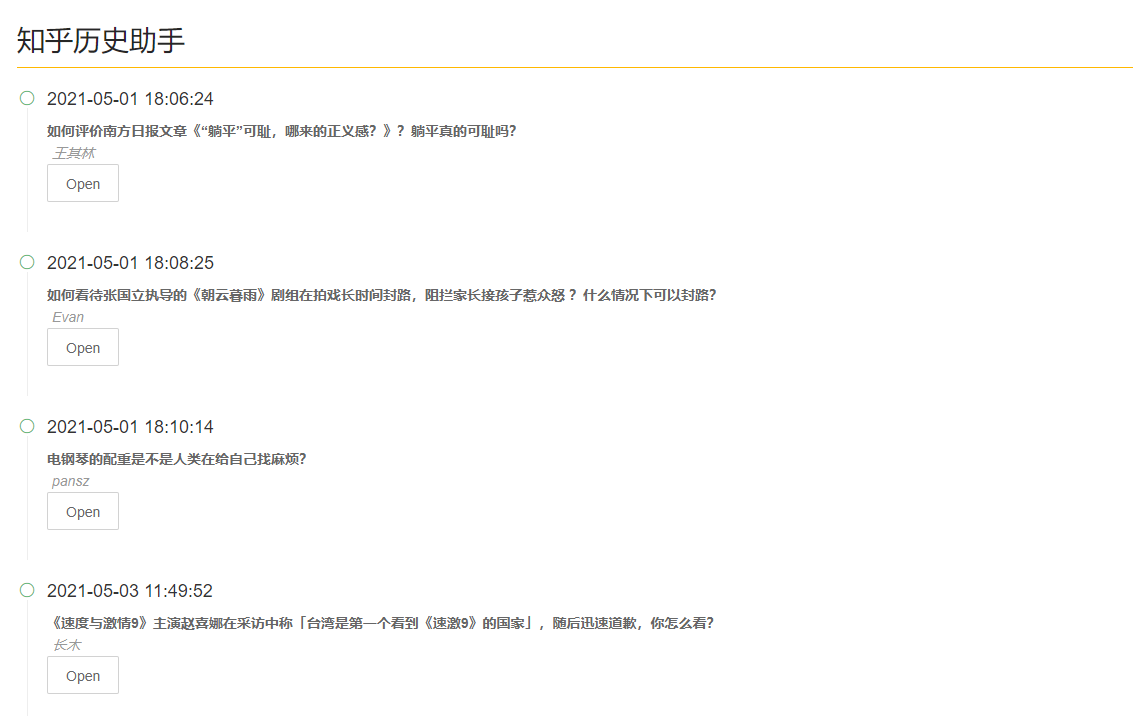 知乎历史助手
2021-05-01 18:06:24
如何评价南方日报文章《“躺平”可耻，哪来的正义感？》？躺平真的可耻吗？
王其林
Open
2021-05-01 18:08:25
如何看待张国立执导的《朝云暮雨》剧组在拍戏长时间封路，阻拦家长接孩子惹众怒 ？什么情况下可以封路？
Evan
Open
2021-05-01 18:10:14
电钢琴的配重是不是人类在给自己找麻烦？
pansz
Open
2021-05-03 11:49:52
《速度与激情9》主演赵喜娜在采访中称「台湾是第一个看到《速激9》的国家」，随后迅速道歉，你怎么看？
长木
Open